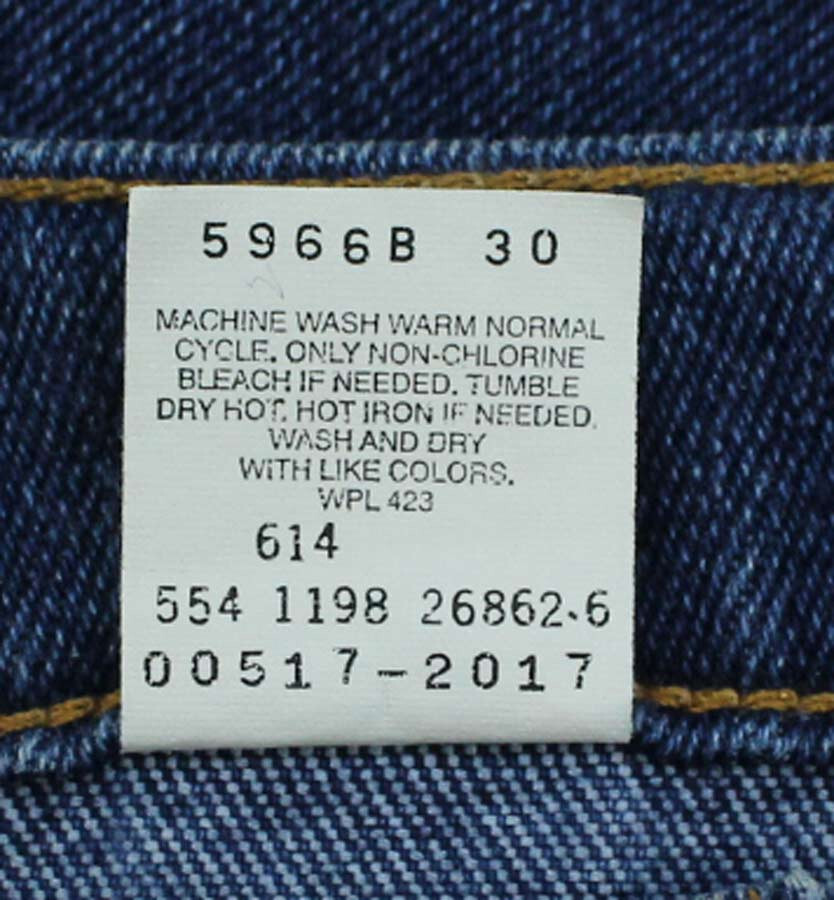 5966B 30
MACHINE WASH WARM NORMAL
CYCLE. ONLY NON-CHLORINE
BLEACH IF NEEDED. TUMBLE
DRY HOT. HOT IRON IF NEEDED.
WASH AND DRY
WITH LIKE COLORS.
WPL 423
614
554 1198 26862-6
00517-2017